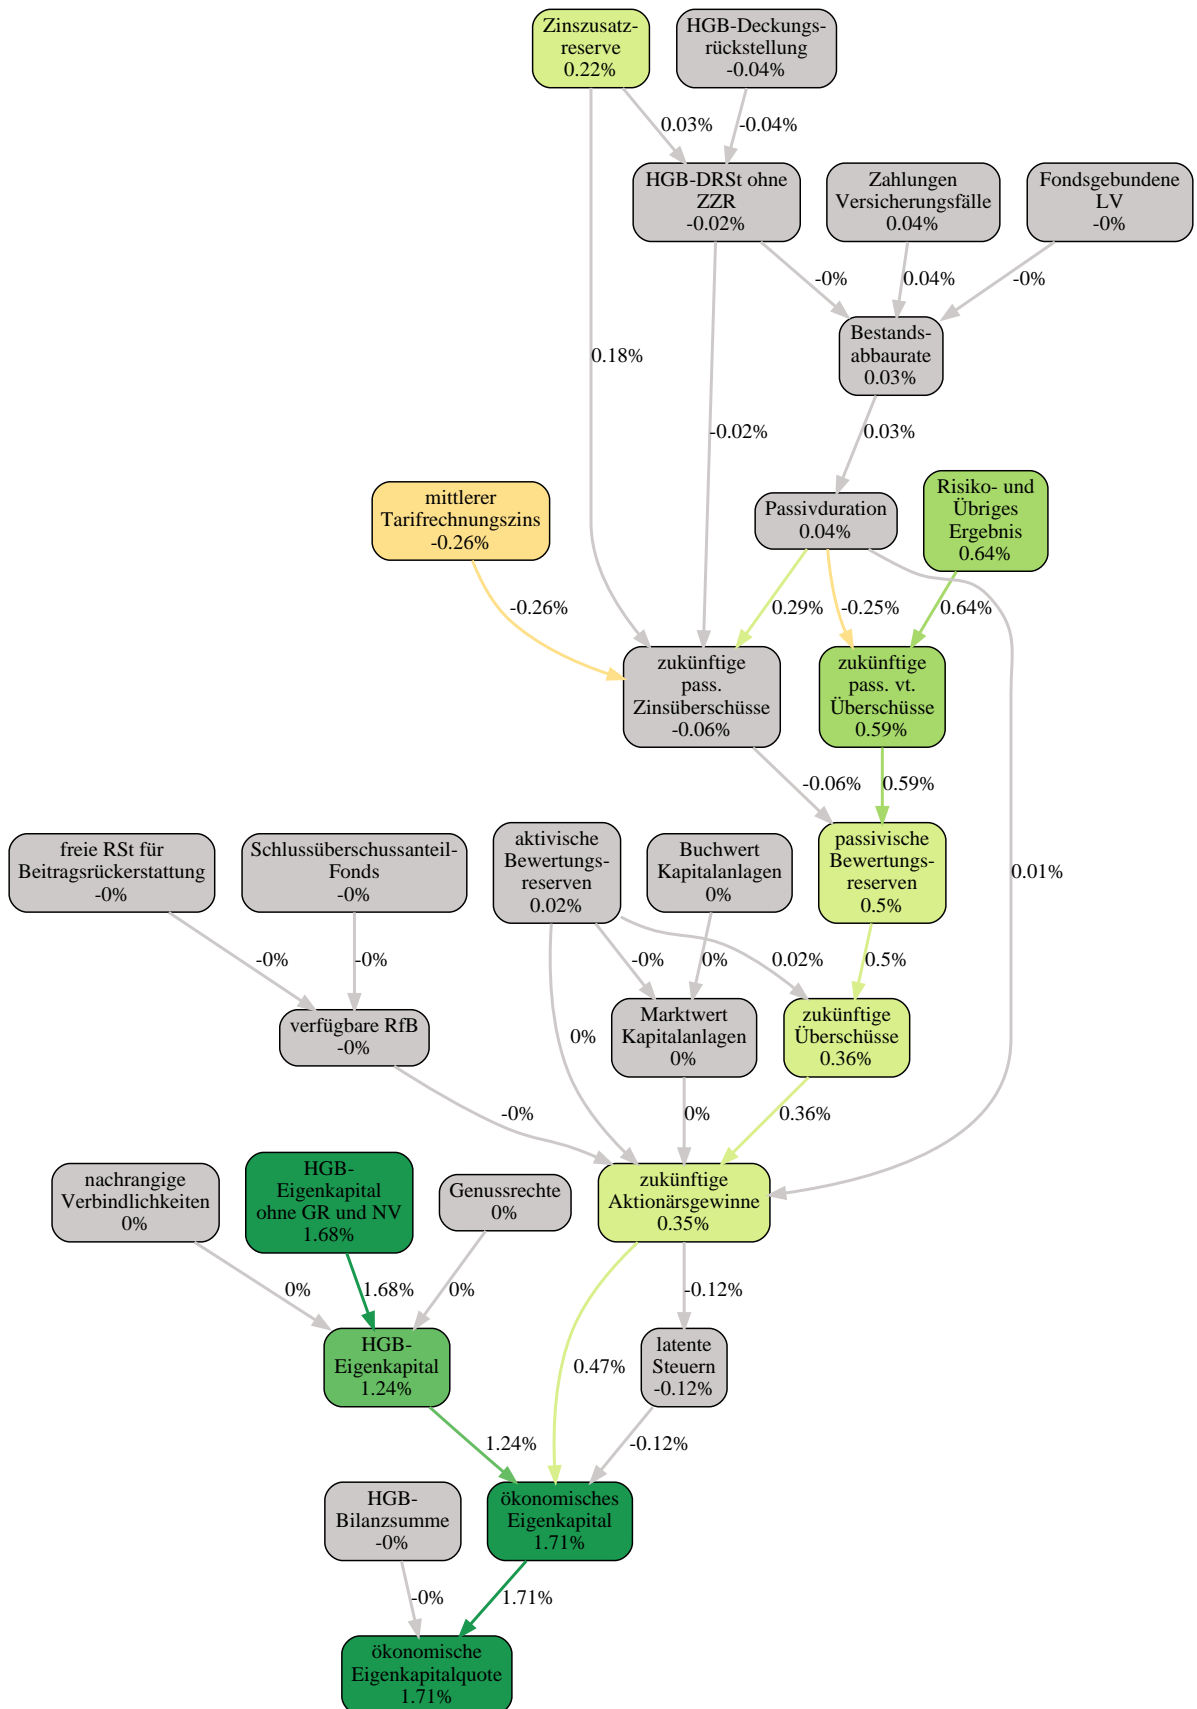 Zinszusatz-
reserve
0.22%
HGB-Deckungs-
rückstellung
-0.04%
0.03%
-0.04%
HGB-DRSt ohne
ZZR
-0.02%
Zahlungen
Versicherungsfälle
0.04%
Fondsgebundene
LV
-0%
-0%
0.04%
-0%
Bestands-
abbaurate
0.03%
0.18%
-0.02%
0.03%
mittlerer
Tarifrechnungszins
-0.26%
Passivduration
0.04%
Risiko- und
Übriges
Ergebnis
0.64%
-0.26%
0.29%
-0.25%
0.64%
zukünftige
pass.
Zinsüberschüsse
-0.06%
zukünftige
pass. vt.
Überschüsse
0.59%
-0.06%
0.59%
freie RSt für
Beitragsrückerstattung
-0%
Schlussüberschussanteil-
Fonds
-0%
aktivische
Bewertungs-
reserven
0.02%
Buchwert
Kapitalanlagen
0%
passivische
Bewertungs-
reserven
0.5%
0.01%
-0%
-0%
-0%
0%
0.02%
0.5%
verfügbare RfB
-0%
0%
Marktwert
Kapitalanlagen
0%
zukünftige
Überschüsse
0.36%
-0%
0%
0.36%
nachrangige
Verbindlichkeiten
0%
HGB-
Eigenkapital
ohne GR und NV
1.68%
Genussrechte
0%
zukünftige
Aktionärsgewinne
0.35%
0%
1.68%
0%
-0.12%
HGB-
Eigenkapital
1.24%
0.47%
latente
Steuern
-0.12%
1.24%
-0.12%
HGB-
Bilanzsumme
-0%
ökonomisches
Eigenkapital
1.71%
-0%
1.71%
ökonomische
Eigenkapitalquote
1.71%